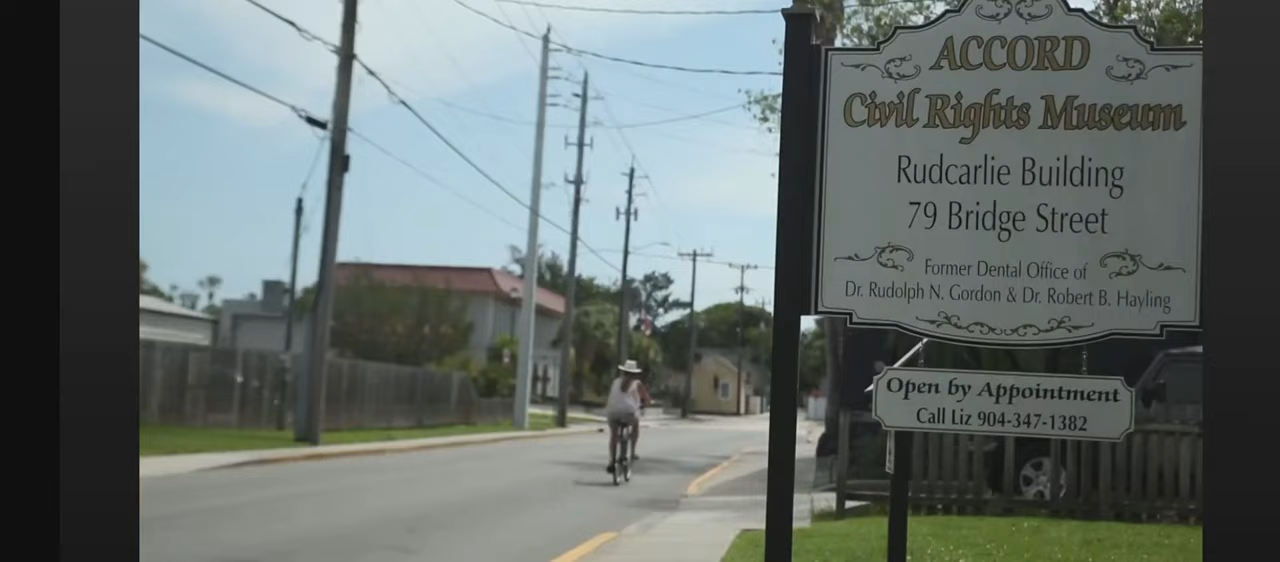 ACCORD
Civil Rights Museum
Rudcarlie Building
79 Bridge Street
Former Dental Office of
Dr. Rudolph N. Gordon & Dr. Robert B. Hayling
Open by Appointment
Call Liz 904-347-1382